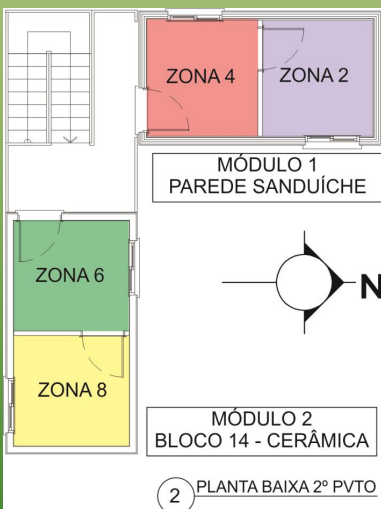 ZONA 4
ZONA 2
MÓDULO 1
PAREDE SANDUÍCHE
ZONA 6
N
ZONA 8
MÓDULO 2
BLOCO 14 - CERÂMICA
2 PLANTA BAIXA 2º PVTO